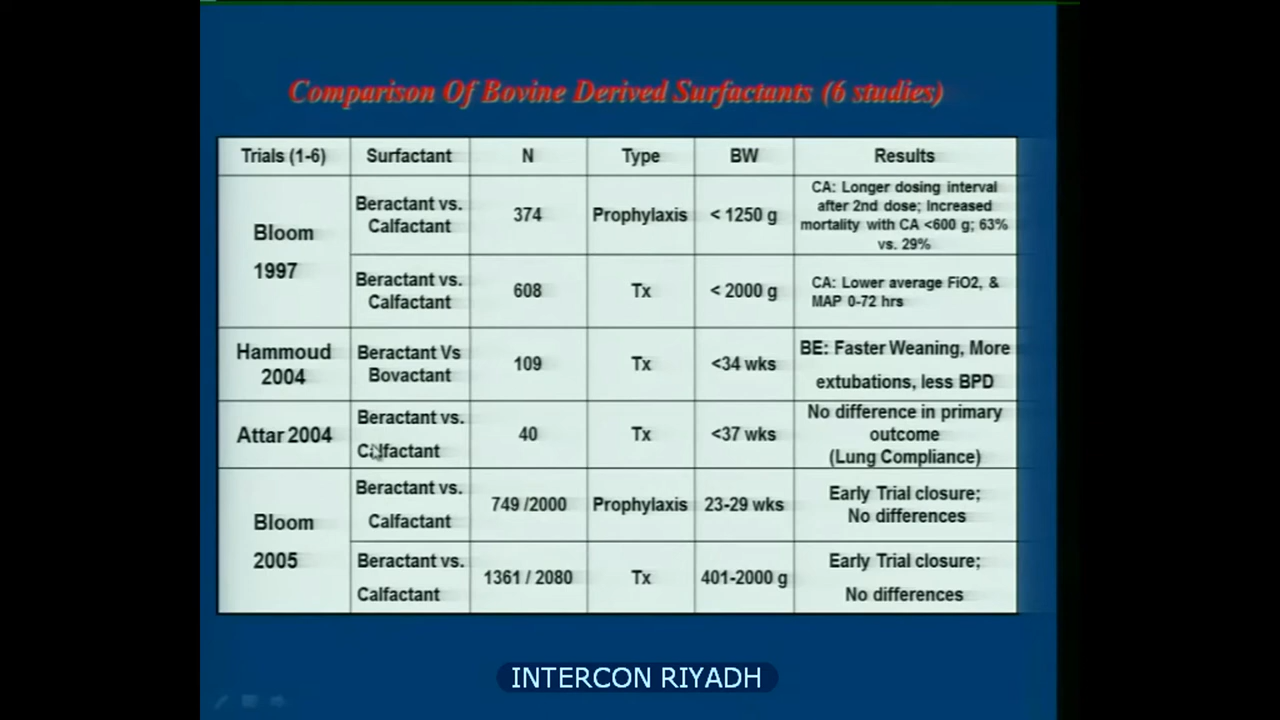 Comparison Of Bovine Derived Surfactants (6 studies)
Trials (1-6) Surfactant N Type BW Results
Bloom
1997
Beractant vs.
Calfactant
374
Prophylaxis
< 1250 g
CA: Longer dosing interval
after 2nd dose; Increased
mortality with CA <600 g; 63%
vs. 29%
Beractant vs.
Calfactant
608
Tx
< 2000 g
CA: Lower average FiO2, &
MAP 0-72 hrs
Hammoud
2004
Beractant Vs
Bovactant
109
Tx
<34 wks
BE: Faster Weaning, More
extubations, less BPD
Attar 2004
Beractant vs.
Calfactant
40
Tx
<37 wks
No difference in primary
outcome
(Lung Compliance)
Bloom
2005
Beractant vs.
Calfactant
749 /2000
Prophylaxis
23-29 wks
Early Trial closure;
No differences
Beractant vs.
Calfactant
1361 / 2080
Tx
401-2000 g
Early Trial closure;
No differences
INTERCON RIYADH